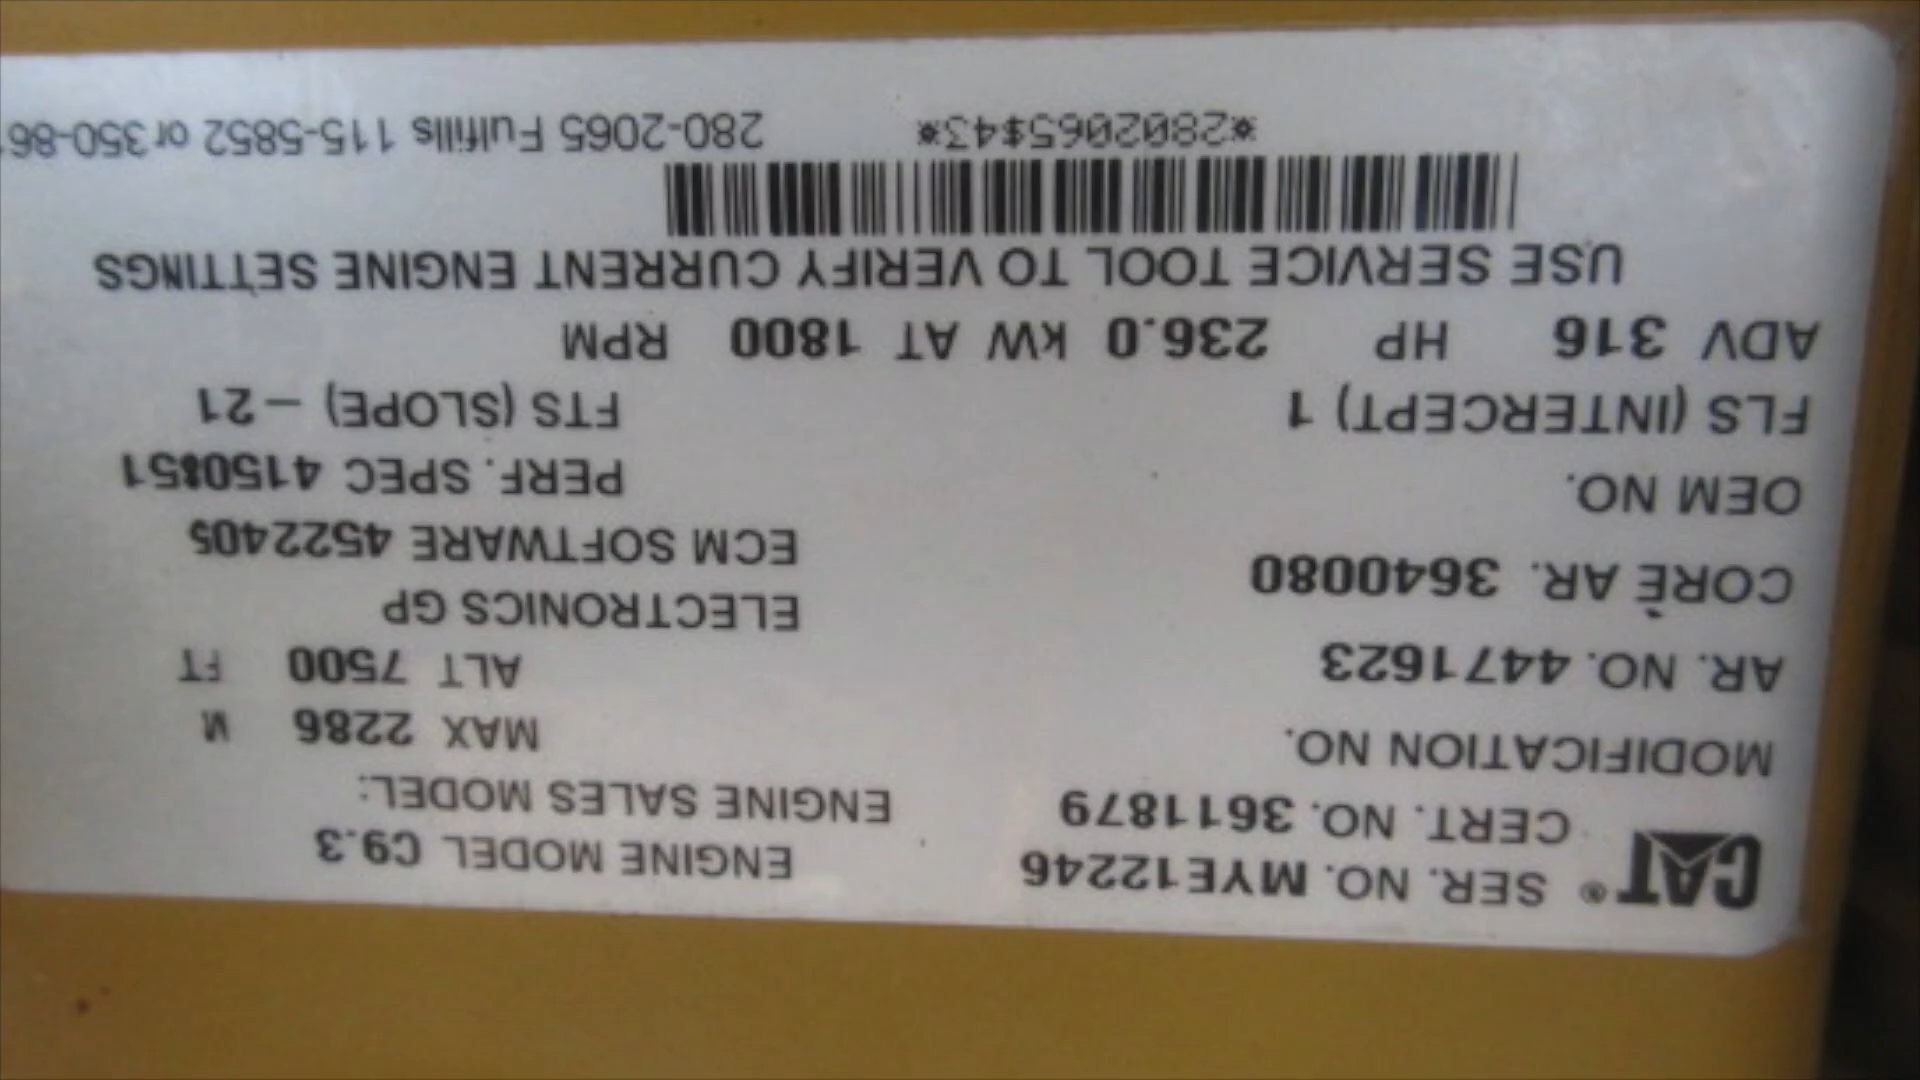 CAT® SER. NO. MYE12246 ENGINE MODEL C9.3
CERT. NO. 3611879 ENGINE SALES MODEL:
MODIFICATION NO. MAX 2286 M
AR. NO. 4471623 ALT 7500 FT
CORE AR. 3640080 ELECTRONICS GP
OEM NO. ECM SOFTWARE 4522405
PERF. SPEC 4150851
FLS (INTERCEPT) 1 FTS (SLOPE) -21
ADV 316 HP 236.0 kW AT 1800 RPM
USE SERVICE TOOL TO VERIFY CURRENT ENGINE SETTINGS
*2802065$43* 280-2065 Fulfills 115-5852 or 350-86